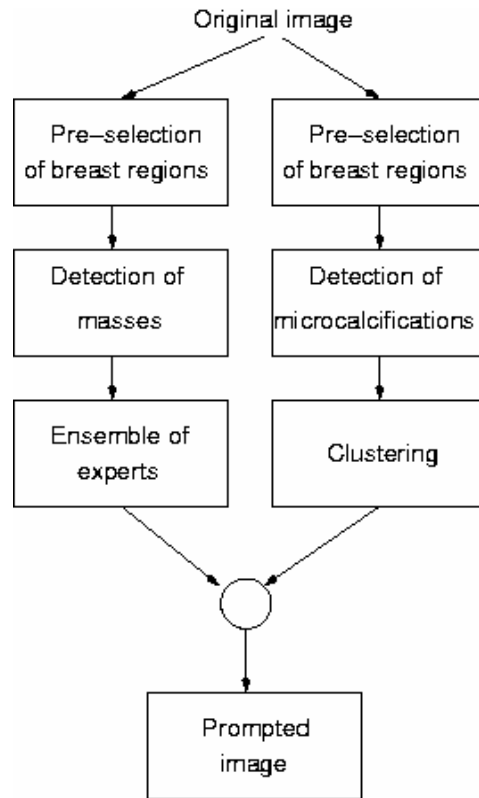 Original image
Pre–selection
of breast regions
Pre–selection
of breast regions
Detection of
masses
Detection of
microcalcifications
Ensemble of
experts
Clustering
Prompted
image